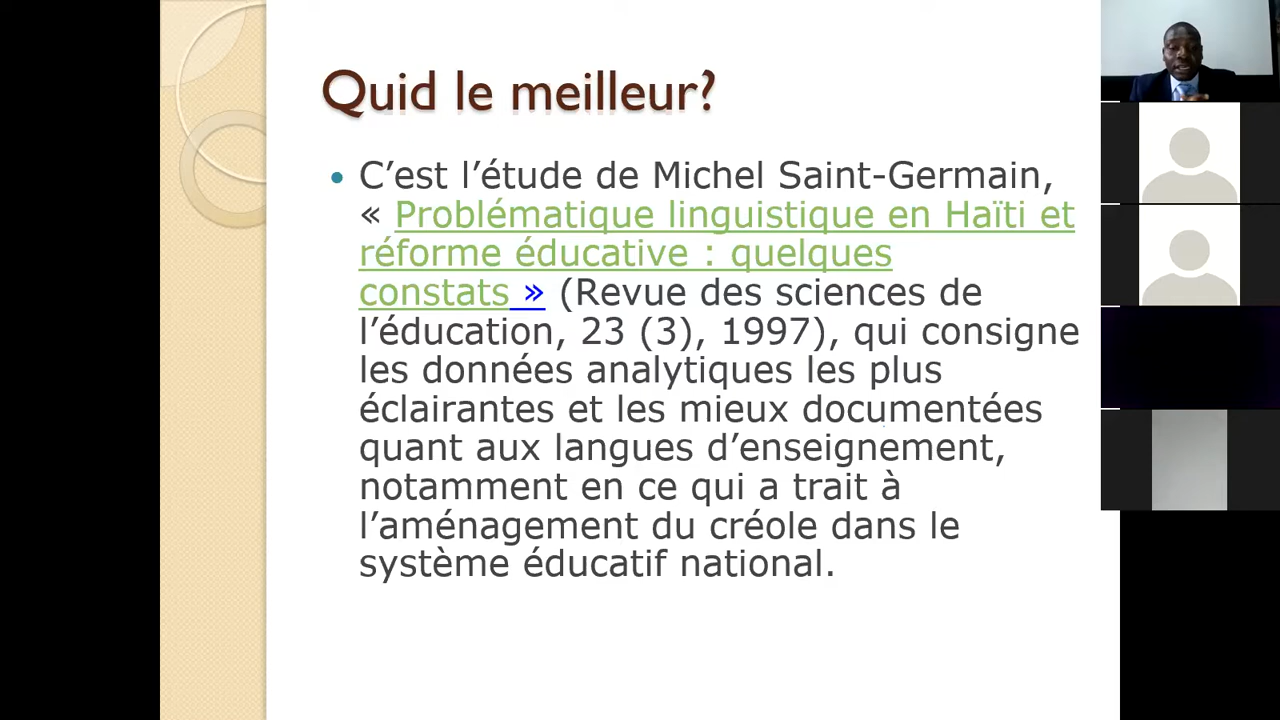 Quid le meilleur?
• C’est l’étude de Michel Saint-Germain,
« Problématique linguistique en Haïti et
réforme éducative : quelques
constats » (Revue des sciences de
l’éducation, 23 (3), 1997), qui consigne
les données analytiques les plus
éclairantes et les mieux documentées
quant aux langues d’enseignement,
notamment en ce qui a trait à
l’aménagement du créole dans le
système éducatif national.